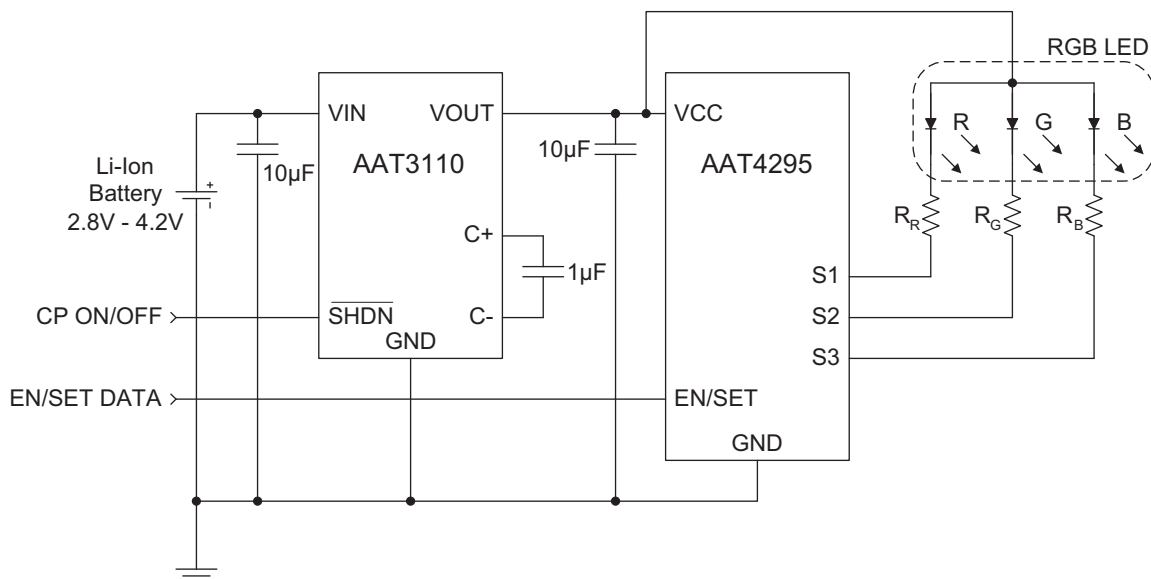 RGB LED
VIN
VOUT
VCC
R
G
B
AAT3110
AAT4295
10µF
10µF
Li-Ion
Battery
2.8V - 4.2V
+
R_R
R_G
R_B
C+
1µF
C-
S1
S2
S3
CP ON/OFF
SHDN
GND
EN/SET DATA
EN/SET
GND